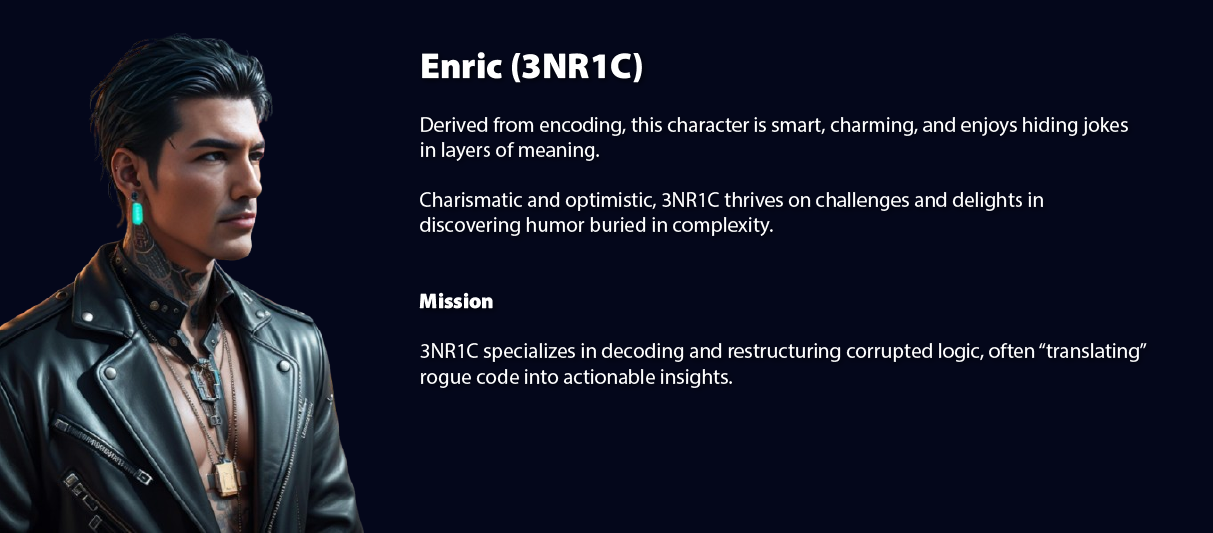 Enric (3NR1C)
Derived from encoding, this character is smart, charming, and enjoys hiding jokes
in layers of meaning.
Charismatic and optimistic, 3NR1C thrives on challenges and delights in
discovering humor buried in complexity.
Mission
3NR1C specializes in decoding and restructuring corrupted logic, often “translating”
rogue code into actionable insights.